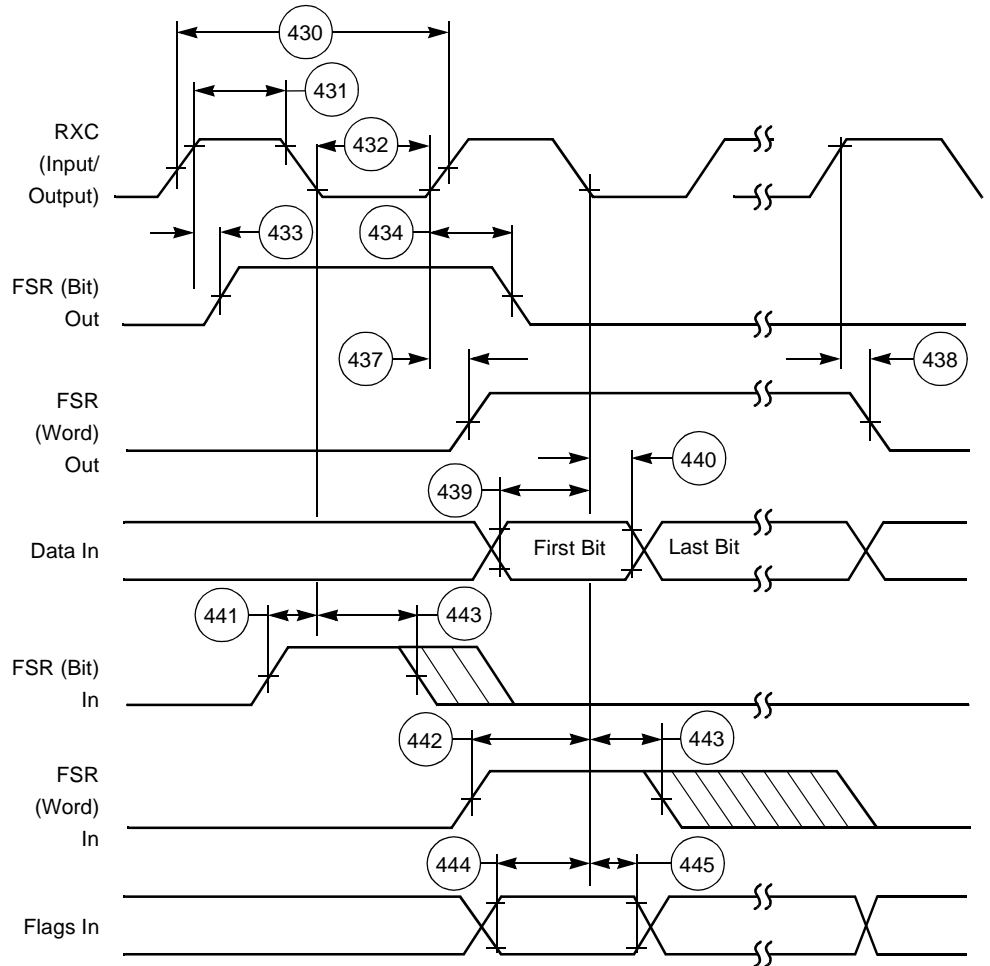 430
431
RXC
(Input/
Output)
432
433
434
FSR (Bit)
Out
437
438
FSR
(Word)
Out
440
439
Data In
First Bit
Last Bit
441
443
FSR (Bit)
In
442
443
FSR
(Word)
In
444
445
Flags In